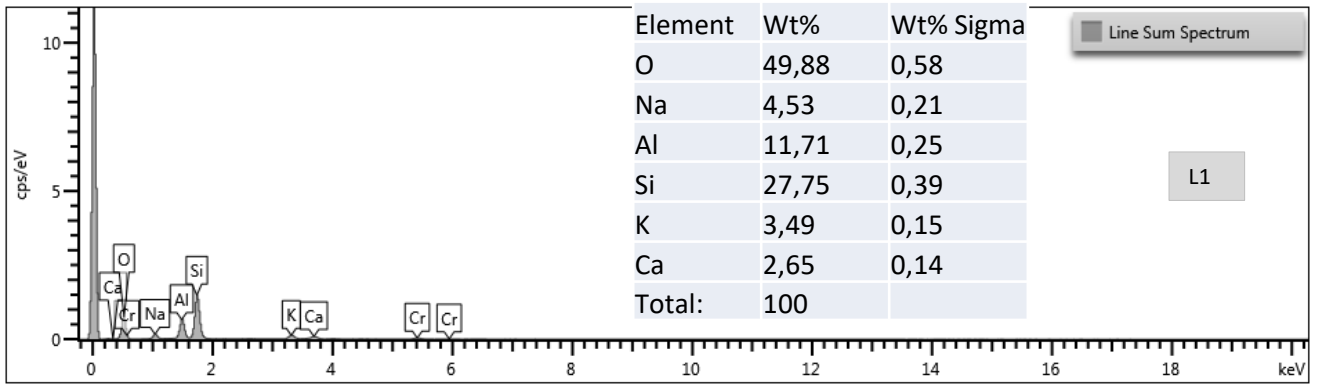 Element Wt% Wt% Sigma
O 49,88 0,58
Na 4,53 0,21
Al 11,71 0,25
Si 27,75 0,39
K 3,49 0,15
Ca 2,65 0,14
Total: 100
Line Sum Spectrum
L1
10
cps/eV
5
O
Si
Ca
Cr
Na
Al
K
Ca
Cr
Cr
0
0 2 4 6 8 10 12 14 16 18 keV